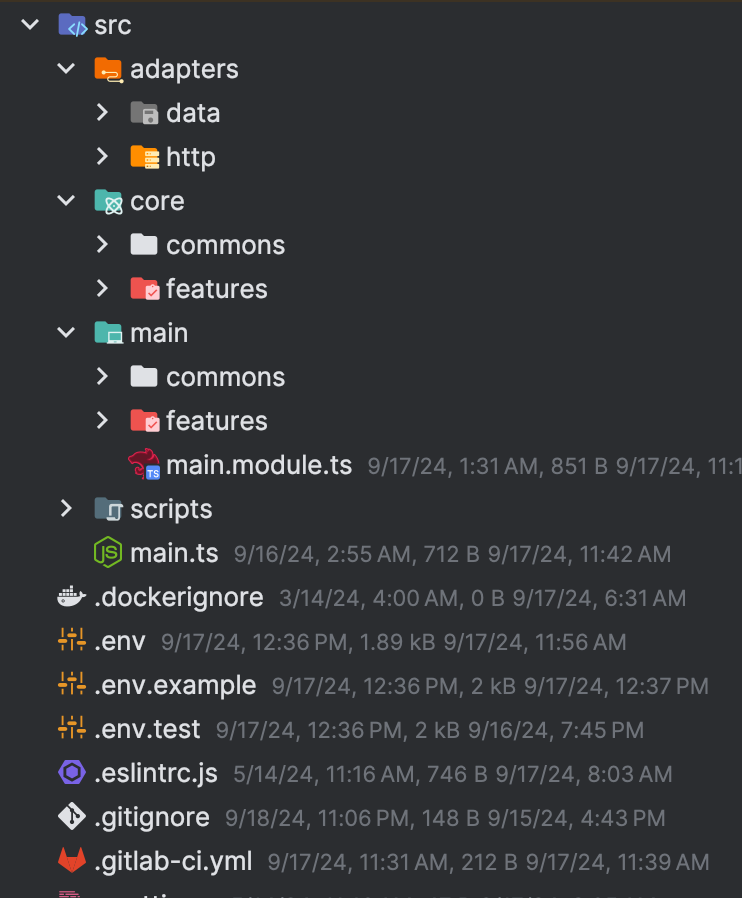 src
adapters
data
http
core
commons
features
main
commons
features
main.module.ts 9/17/24, 1:31 AM, 851 B 9/17/24, 11:1
scripts
main.ts 9/16/24, 2:55 AM, 712 B 9/17/24, 11:42 AM
.dockerignore 3/14/24, 4:00 AM, 0 B 9/17/24, 6:31 AM
.env 9/17/24, 12:36 PM, 1.89 kB 9/17/24, 11:56 AM
.env.example 9/17/24, 12:36 PM, 2 kB 9/17/24, 12:37 PM
.env.test 9/17/24, 12:36 PM, 2 kB 9/16/24, 7:45 PM
.eslintrc.js 5/14/24, 11:16 AM, 746 B 9/17/24, 8:03 AM
.gitignore 9/18/24, 11:06 PM, 148 B 9/15/24, 4:43 PM
.gitlab-ci.yml 9/17/24, 11:31 AM, 212 B 9/17/24, 11:39 AM